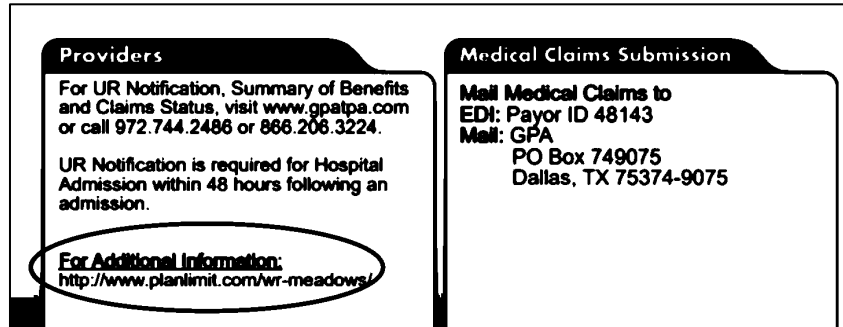 Providers
For UR Notification, Summary of Benefits
and Claims Status, visit www.gpatpa.com
or call 972.744.2486 or 866.206.3224.
UR Notification is required for Hospital
Admission within 48 hours following an
admission.
For Additional Information:
http://www.planlimit.com/wr-meadows/
Medical Claims Submission
Mail Medical Claims to
EDI: Payor ID 48143
Mail: GPA
PO Box 749075
Dallas, TX 75374-9075